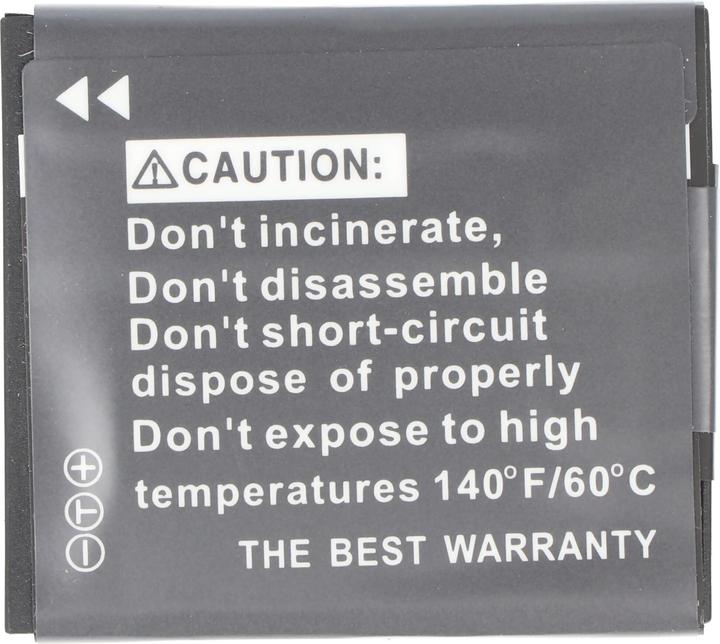 CAUTION:
Don't incinerate,
Don't disassemble
Don't short-circuit
dispose of properly
Don't expose to high
temperatures 140°F/60°C
+
T
−
THE BEST WARRANTY